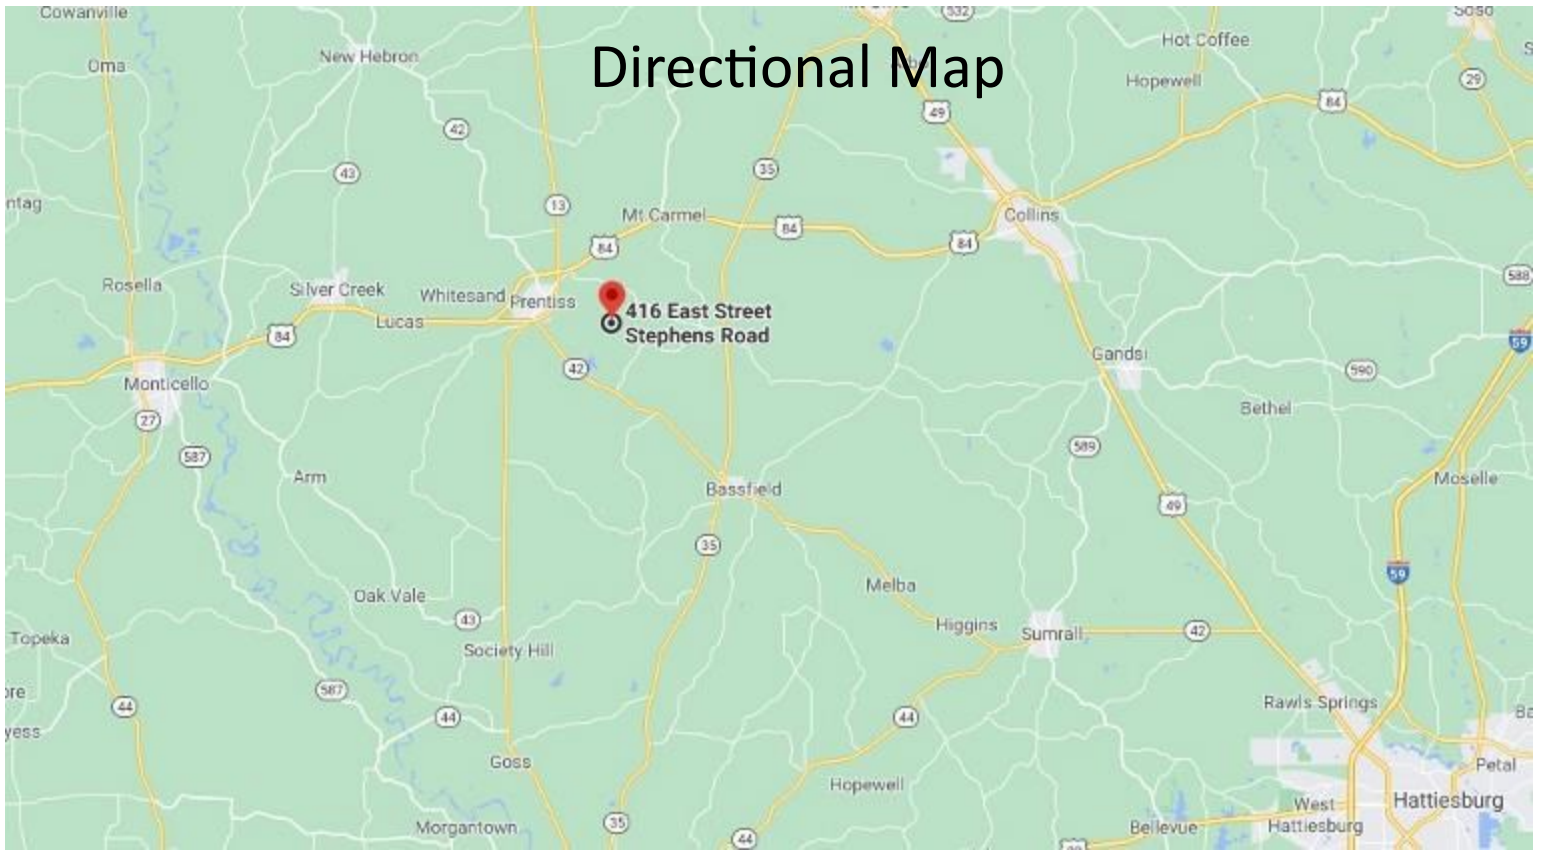 Cowanville
532
Soso
Directional Map
New Hebron
Hot Coffee
Oma
Hopewell
29
84
49
42
35
43
ntag
13
Mt Carmel
Collins
84
84
84
588
Rosella
Silver Creek
Whitesand
Prentiss
416 East Street
Stephens Road
Lucas
84
59
Gandsi
42
590
Monticello
Bethel
27
589
587
Arm
Moselle
Bassfield
49
35
59
Melba
Oak Vale
43
Higgins
Sumrall
42
Topeka
Society Hill
ore
587
Rawls Springs
44
44
44
Ba
yess
Goss
Petal
Hopewell
Hattiesburg
West
Hattiesburg
35
Morgantown
Bellevue
44